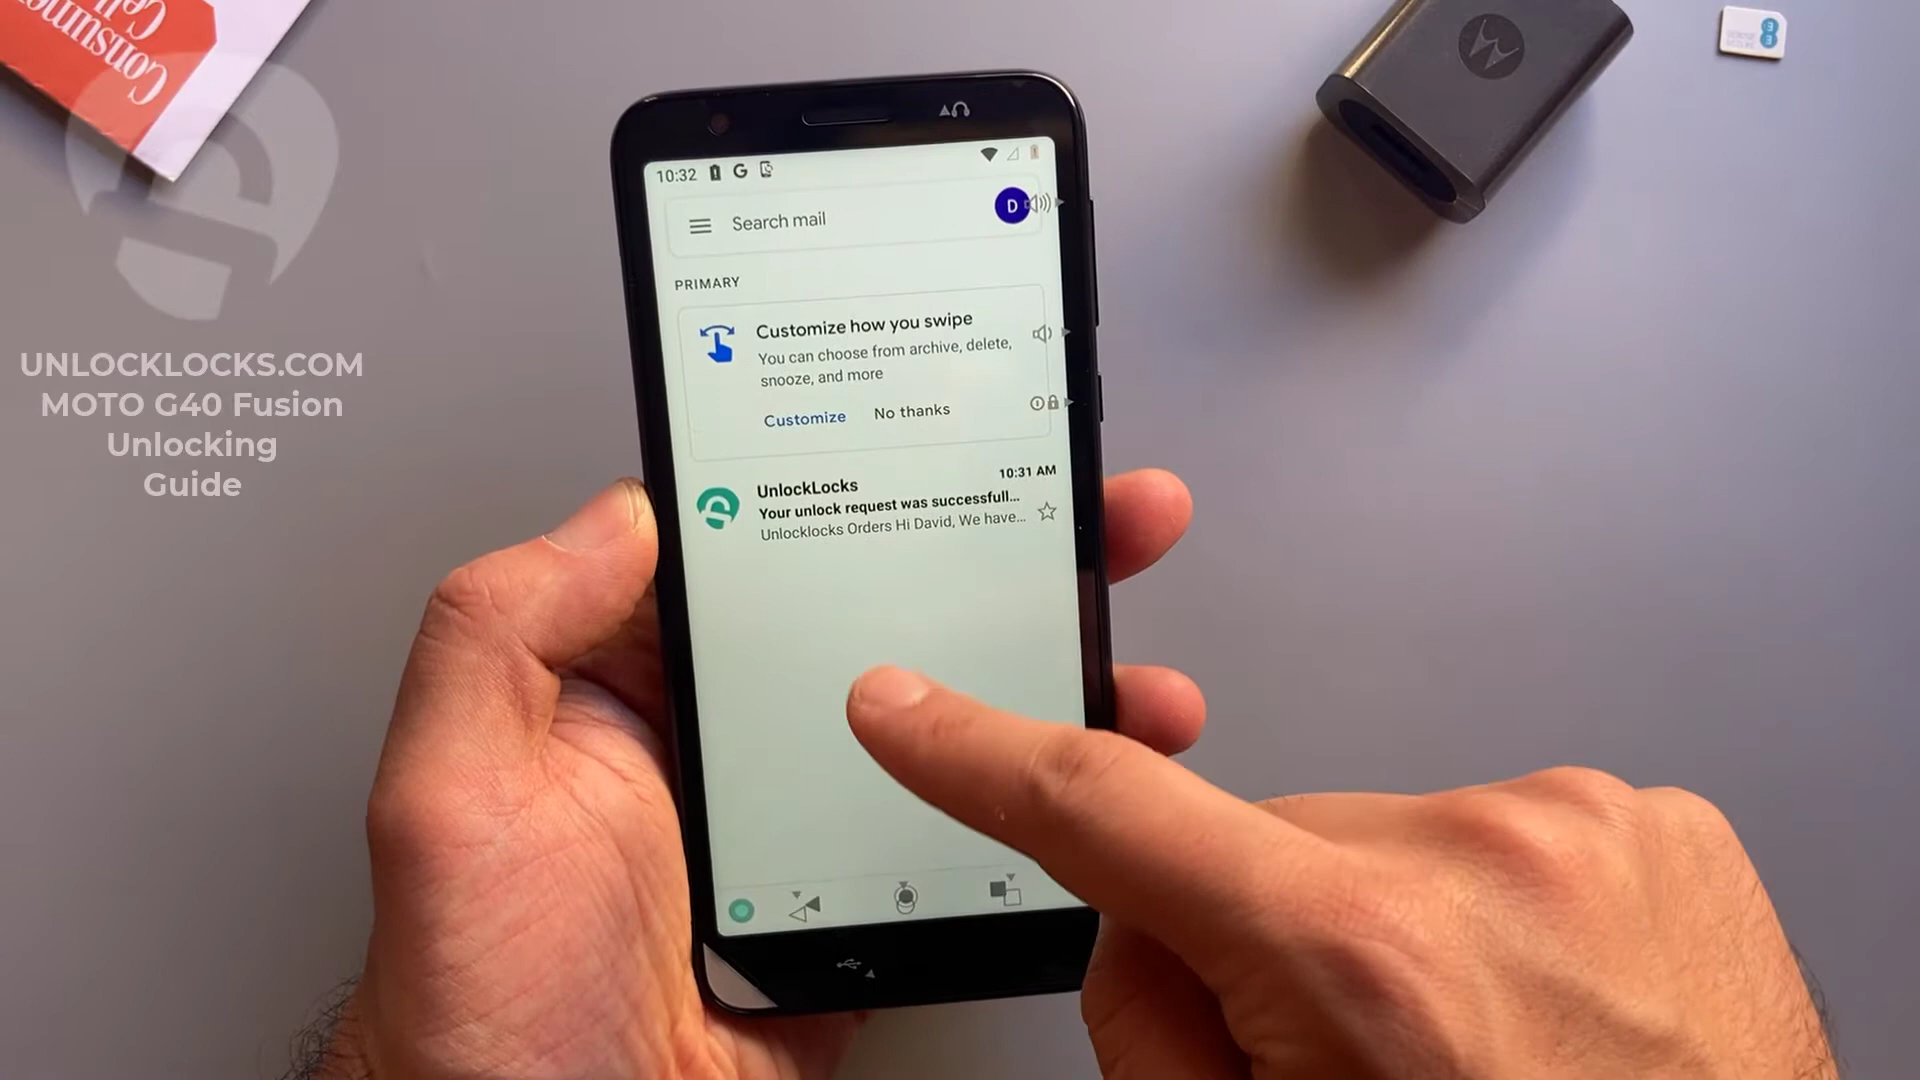 Consumer
Cell
UNLOCKLOCKS.COM
MOTO G40 Fusion
Unlocking
Guide
10:32
G
Search mail
D
PRIMARY
Customize how you swipe
You can choose from archive, delete,
snooze, and more
Customize
No thanks
UnlockLocks
10:31 AM
Your unlock request was successfull...
Unlocklocks Orders Hi David, We have...